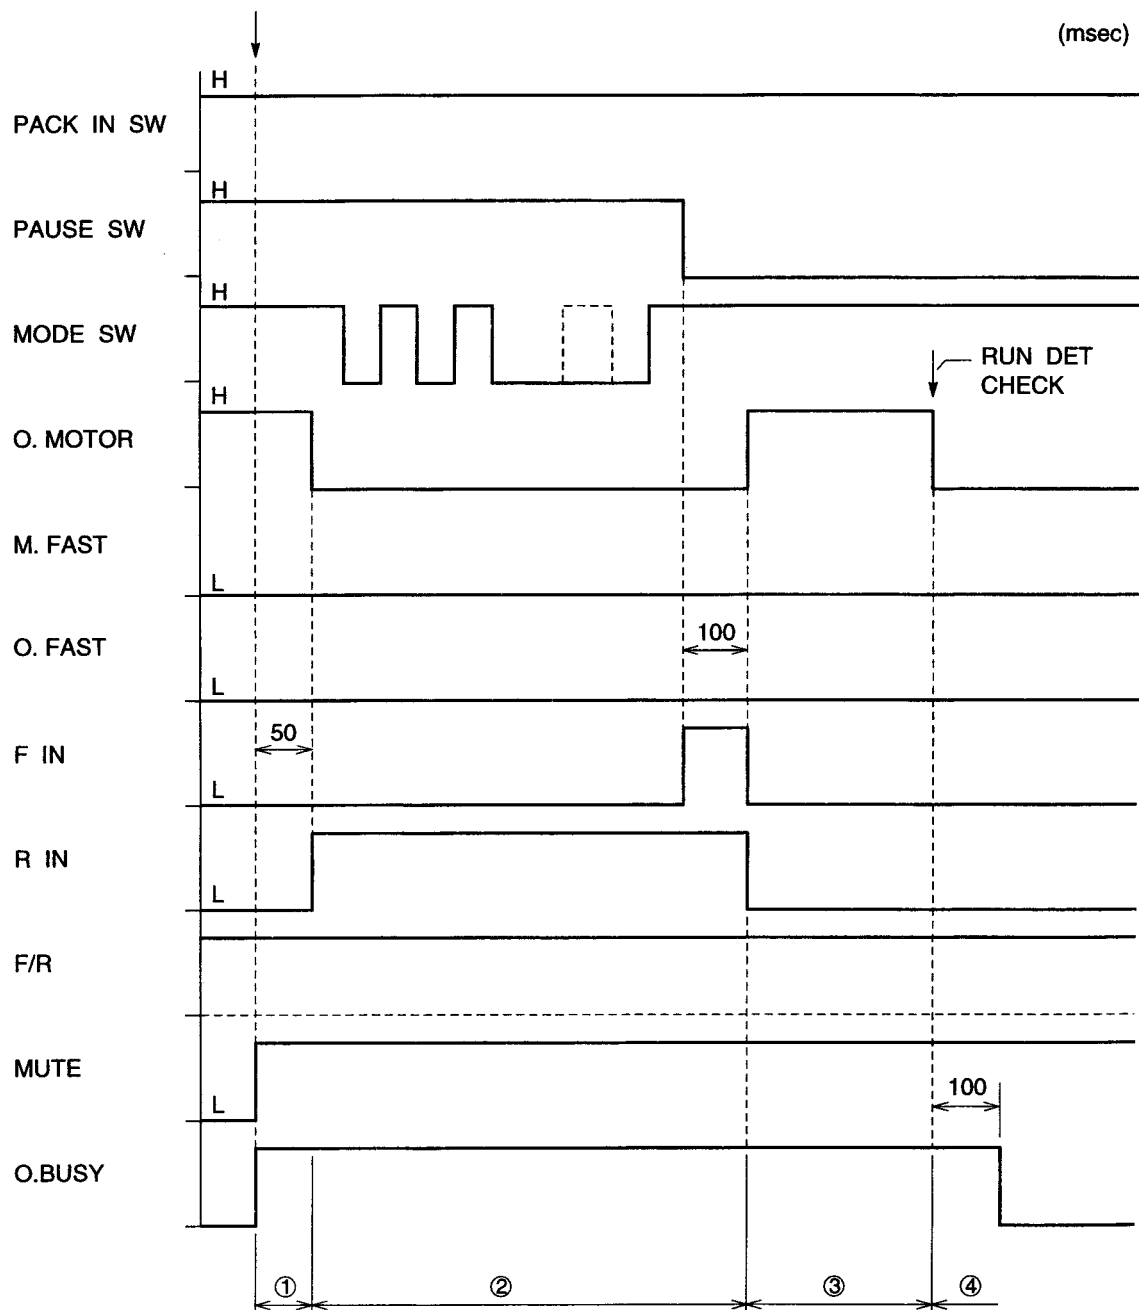 (msec)
H
PACK IN SW
H
PAUSE SW
H
MODE SW
RUN DET
CHECK
H
O. MOTOR
M. FAST
L
O. FAST
100
L
50
F IN
L
R IN
L
F/R
MUTE
100
L
O.BUSY
① ② ③ ④